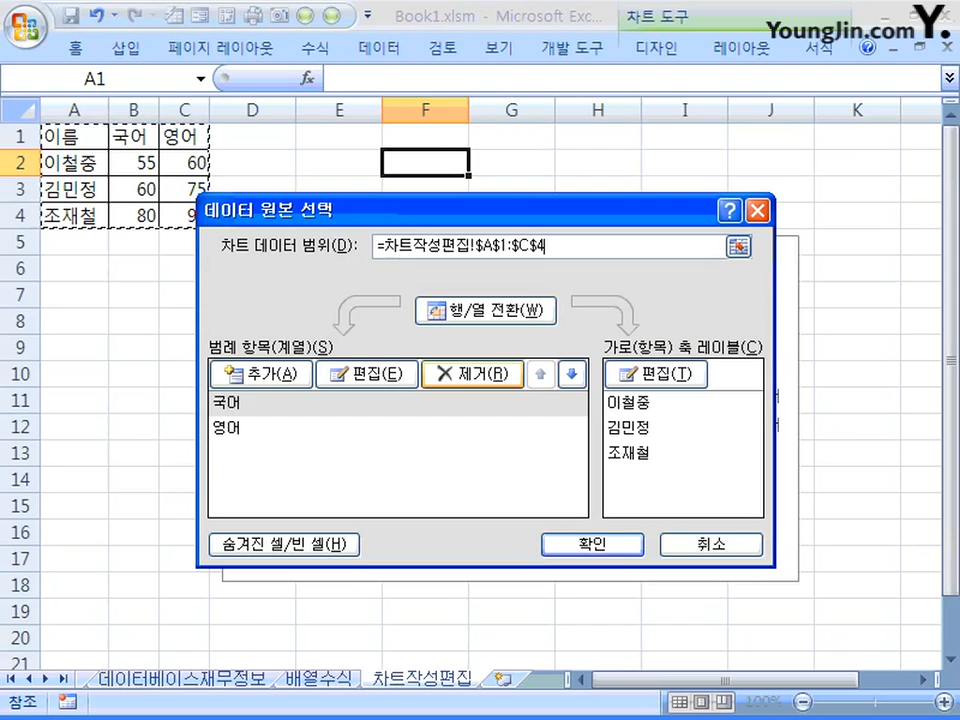 Book1.xlsm - Microsoft Exc...
차트 도구
YoungJin.com Y.
홈 삽입 페이지 레이아웃 수식 데이터 검토 보기 개발 도구 디자인 레이아웃 서식
A1 fx
A B C D E F G H I J K
1 이름 국어 영어
2 이철중 55 60
3 김민정 60 75
4 조재철 80 9
데이터 원본 선택
5 차트 데이터 범위(D): =차트작성편집!$A$1:$C$4
6
7
8 행/열 전환(W)
9 범례 항목(계열)(S) 가로(항목) 축 레이블(C)
10 추가(A) 편집(E) 제거(R) 편집(T)
11 국어 이철중
12 영어 김민정
13 조재철
14
15
16 숨겨진 셀/빈 셀(H) 확인 취소
17
18
19
20
21
데이터베이스재무정보 배열수식 차트작성편집
참조 100%